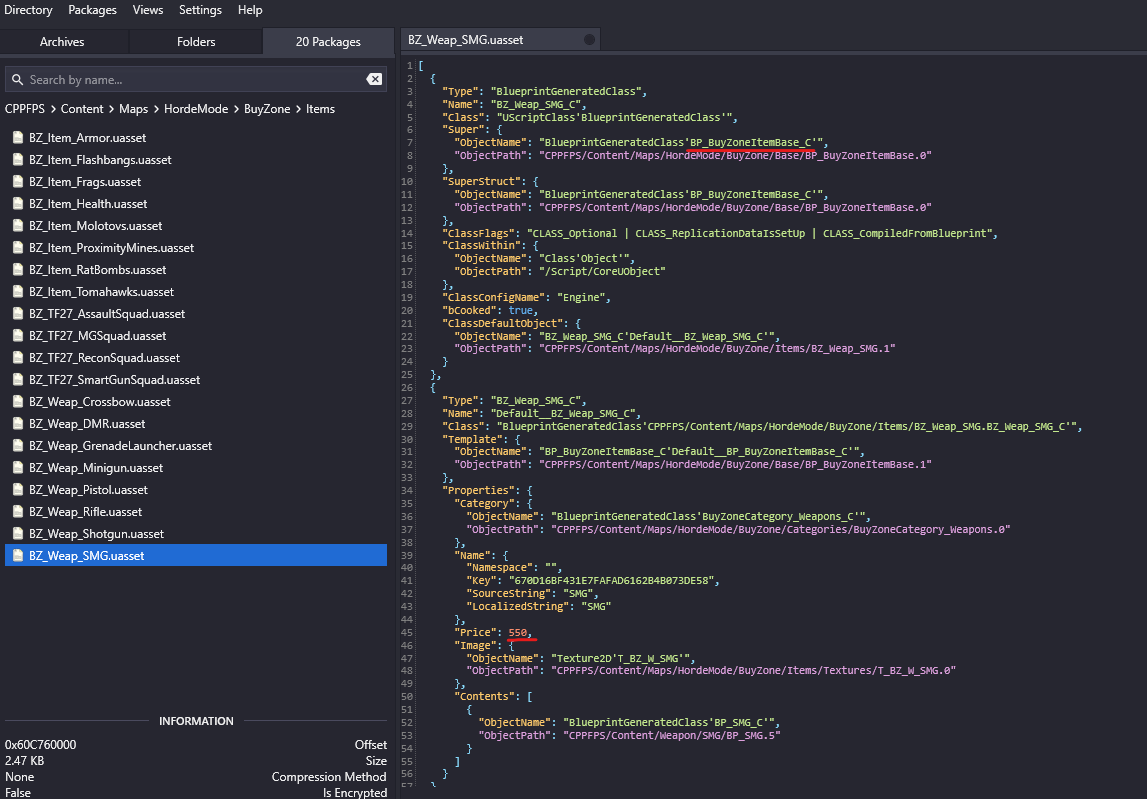 Directory Packages Views Settings Help
Archives Folders 20 Packages
Search by name...
CPPFPS > Content > Maps > HordeMode > BuyZone > Items
BZ_Item_Armor.uasset
BZ_Item_Flashbangs.uasset
BZ_Item_Frags.uasset
BZ_Item_Health.uasset
BZ_Item_Molotovs.uasset
BZ_Item_ProximityMines.uasset
BZ_Item_RatBombs.uasset
BZ_Item_Tomahawks.uasset
BZ_TF27_AssaultSquad.uasset
BZ_TF27_MGSquad.uasset
BZ_TF27_ReconSquad.uasset
BZ_TF27_SmartGunSquad.uasset
BZ_Weap_Crossbow.uasset
BZ_Weap_DMR.uasset
BZ_Weap_GrenadeLauncher.uasset
BZ_Weap_Minigun.uasset
BZ_Weap_Pistol.uasset
BZ_Weap_Rifle.uasset
BZ_Weap_Shotgun.uasset
BZ_Weap_SMG.uasset
INFORMATION
0x60C760000 Offset
2.47 KB Size
None Compression Method
False Is Encrypted
BZ_Weap_SMG.uasset
1 [
2 {
3 "Type": "BlueprintGeneratedClass",
4 "Name": "BZ_Weap_SMG_C",
5 "Class": "UScriptClass'BlueprintGeneratedClass'",
6 "Super": {
7 "ObjectName": "BlueprintGeneratedClass'BP_BuyZoneItemBase_C'",
8 "ObjectPath": "CPPFPS/Content/Maps/HordeMode/BuyZone/Base/BP_BuyZoneItemBase.0"
9 },
10 "SuperStruct": {
11 "ObjectName": "BlueprintGeneratedClass'BP_BuyZoneItemBase_C'",
12 "ObjectPath": "CPPFPS/Content/Maps/HordeMode/BuyZone/Base/BP_BuyZoneItemBase.0"
13 },
14 "ClassFlags": "CLASS_Optional | CLASS_ReplicationDataIsSetUp | CLASS_CompiledFromBlueprint",
15 "ClassWithin": {
16 "ObjectName": "Class'Object'",
17 "ObjectPath": "/Script/CoreUObject"
18 },
19 "ClassConfigName": "Engine",
20 "bCooked": true,
21 "ClassDefaultObject": {
22 "ObjectName": "BZ_Weap_SMG_C'Default__BZ_Weap_SMG_C'",
23 "ObjectPath": "CPPFPS/Content/Maps/HordeMode/BuyZone/Items/BZ_Weap_SMG.1"
24 }
25 },
26 {
27 "Type": "BZ_Weap_SMG_C",
28 "Name": "Default__BZ_Weap_SMG_C",
29 "Class": "BlueprintGeneratedClass'CPPFPS/Content/Maps/HordeMode/BuyZone/Items/BZ_Weap_SMG.BZ_Weap_SMG_C'",
30 "Template": {
31 "ObjectName": "BP_BuyZoneItemBase_C'Default__BP_BuyZoneItemBase_C'",
32 "ObjectPath": "CPPFPS/Content/Maps/HordeMode/BuyZone/Base/BP_BuyZoneItemBase.1"
33 },
34 "Properties": {
35 "Category": {
36 "ObjectName": "BlueprintGeneratedClass'BuyZoneCategory_Weapons_C'",
37 "ObjectPath": "CPPFPS/Content/Maps/HordeMode/BuyZone/Categories/BuyZoneCategory_Weapons.0"
38 },
39 "Name": {
40 "Namespace": "",
41 "Key": "670D16BF431E7FAFAD6162B4B073DE58",
42 "SourceString": "SMG",
43 "LocalizedString": "SMG"
44 },
45 "Price": 550,
46 "Image": {
47 "ObjectName": "Texture2D'T_BZ_W_SMG'",
48 "ObjectPath": "CPPFPS/Content/Maps/HordeMode/BuyZone/Items/Textures/T_BZ_W_SMG.0"
49 },
50 "Contents": [
51 {
52 "ObjectName": "BlueprintGeneratedClass'BP_SMG_C'",
53 "ObjectPath": "CPPFPS/Content/Weapon/SMG/BP_SMG.5"
54 }
55 ]
56 }
57 }